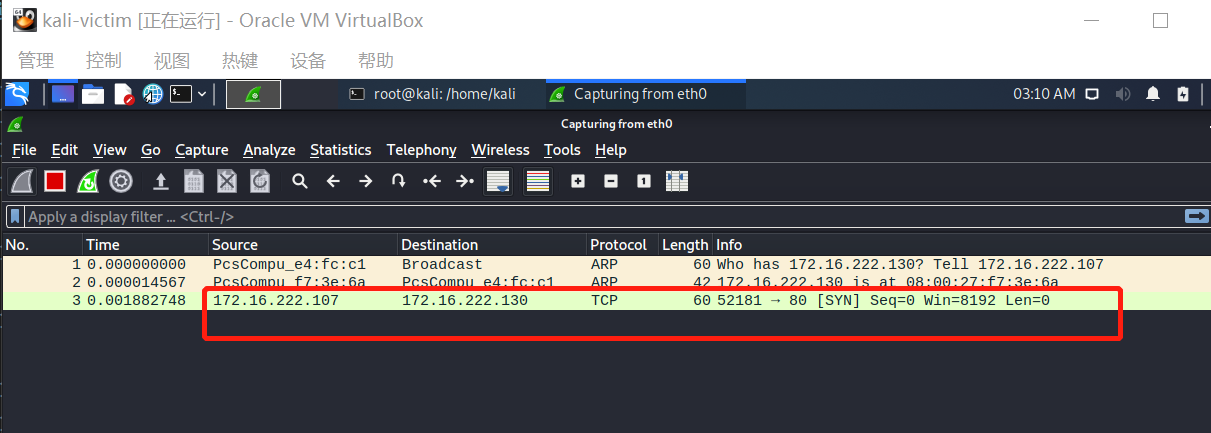 kali-victim [正在运行] - Oracle VM VirtualBox
管理 控制 视图 热键 设备 帮助
root@kali: /home/kali Capturing from eth0 03:10 AM
Capturing from eth0
File Edit View Go Capture Analyze Statistics Telephony Wireless Tools Help
Apply a display filter … <Ctrl-/>
No. Time Source Destination Protocol Length Info
1 0.000000000 PcsCompu_e4:fc:c1 Broadcast ARP 60 Who has 172.16.222.130? Tell 172.16.222.107
2 0.000014567 PcsCompu_f7:3e:6a PcsCompu_e4:fc:c1 ARP 42 172.16.222.130 is at 08:00:27:f7:3e:6a
3 0.001882748 172.16.222.107 172.16.222.130 TCP 60 52181 → 80 [SYN] Seq=0 Win=8192 Len=0